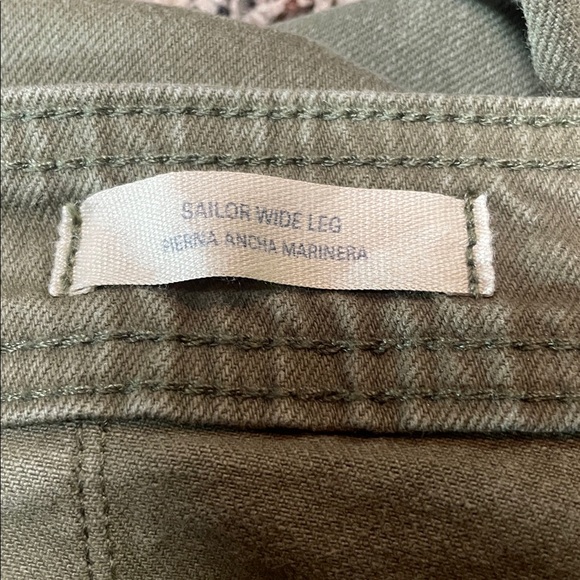 SAILOR WIDE LEG
PIERNA ANCHA MARINERA